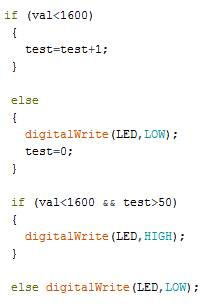 if (val<1600)
{
test=test+1;
}
else
{
digitalWrite(LED,LOW);
test=0;
}
if (val<1600 && test>50)
{
digitalWrite(LED,HIGH);
}
else digitalWrite(LED,LOW);